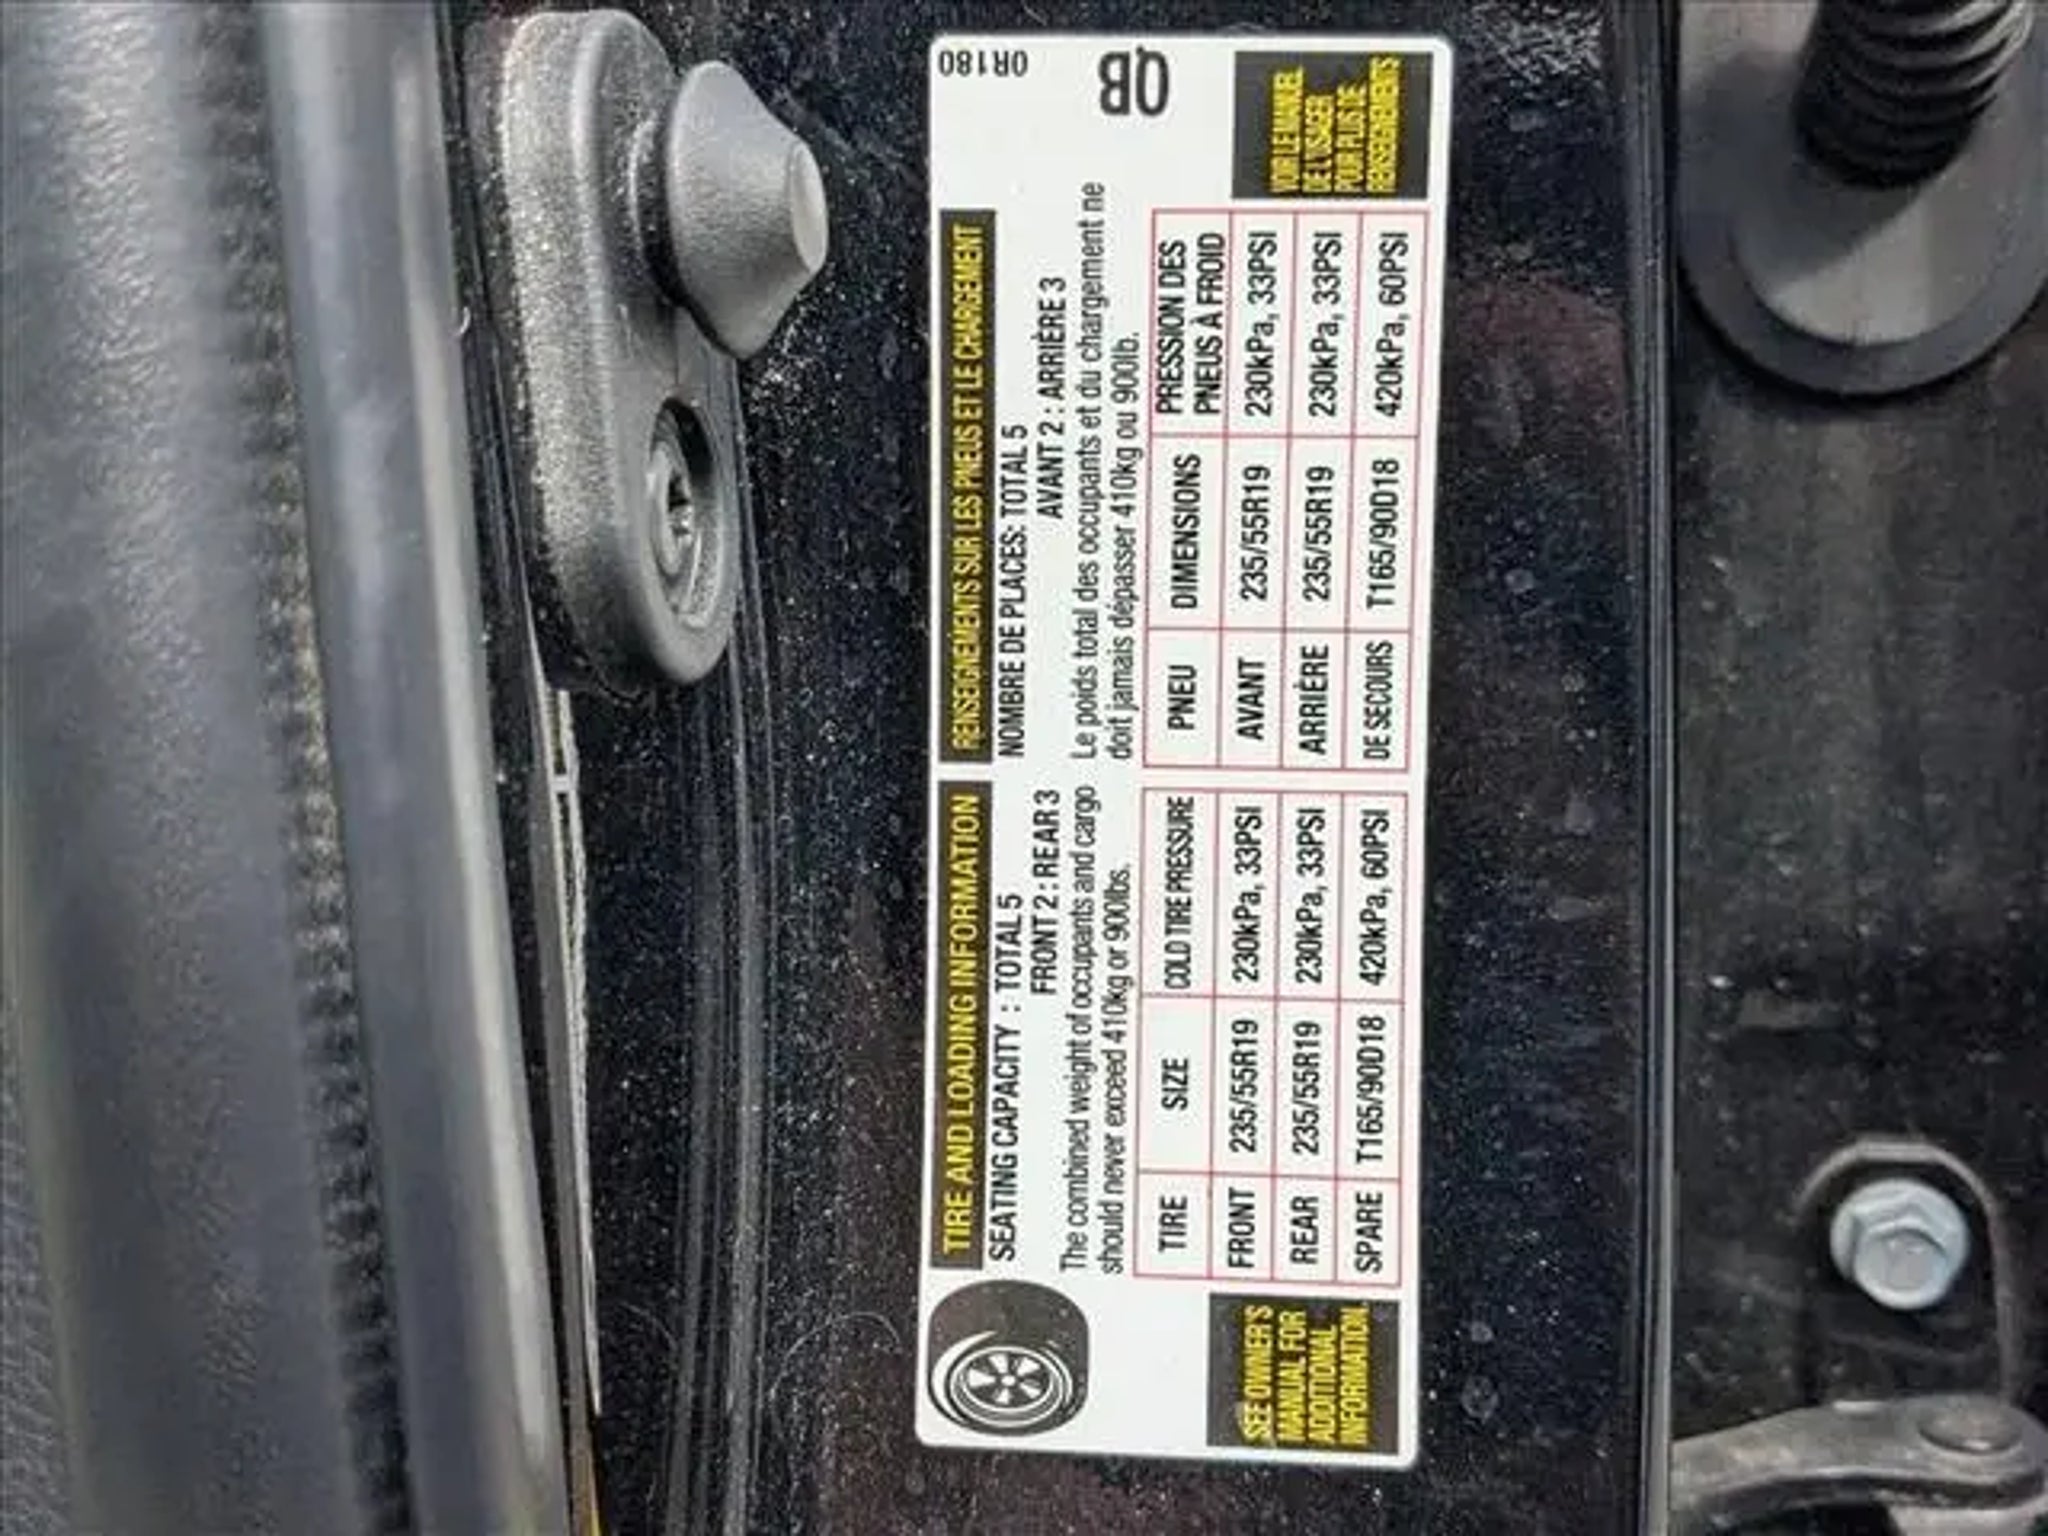 TIRE AND LOADING INFORMATION
SEATING CAPACITY : TOTAL 5
FRONT 2 : REAR 3
The combined weight of occupants and cargo
should never exceed 410kg or 900lbs.
TIRE SIZE COLD TIRE PRESSURE
FRONT 235/55R19 230kPa, 33PSI
REAR 235/55R19 230kPa, 33PSI
SPARE T165/90D18 420kPa, 60PSI
SEE OWNER'S
MANUAL FOR
ADDITIONAL
INFORMATION.
RENSEIGNEMENTS SUR LES PNEUS ET LE CHARGEMENT
NOMBRE DE PLACES: TOTAL 5
AVANT 2 : ARRIÈRE 3
Le poids total des occupants et du chargement ne
doit jamais dépasser 410kg ou 900lb.
PNEU DIMENSIONS PRESSION DES
PNEUS À FROID
AVANT 235/55R19 230kPa, 33PSI
ARRIÈRE 235/55R19 230kPa, 33PSI
DE SECOURS T165/90D18 420kPa, 60PSI
0R180
QB
VOIR LE MANUEL
DE L'USAGER
POUR PLUS DE
RENSEIGNEMENTS